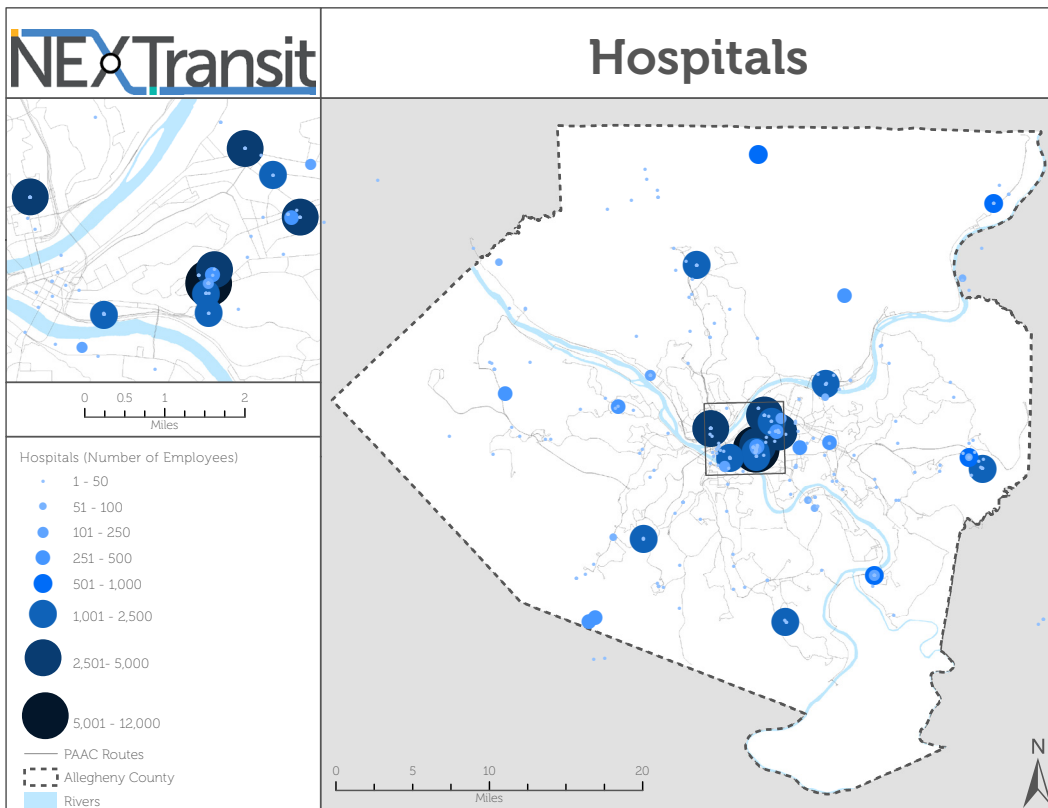 NEXTransit
Hospitals
0 0.5 1 2
Miles
Hospitals (Number of Employees)
1 - 50
51 - 100
101 - 250
251 - 500
501 - 1,000
1,001 - 2,500
2,501- 5,000
5,001 - 12,000
PAAC Routes
Allegheny County
Rivers
0 5 10 20
Miles
N